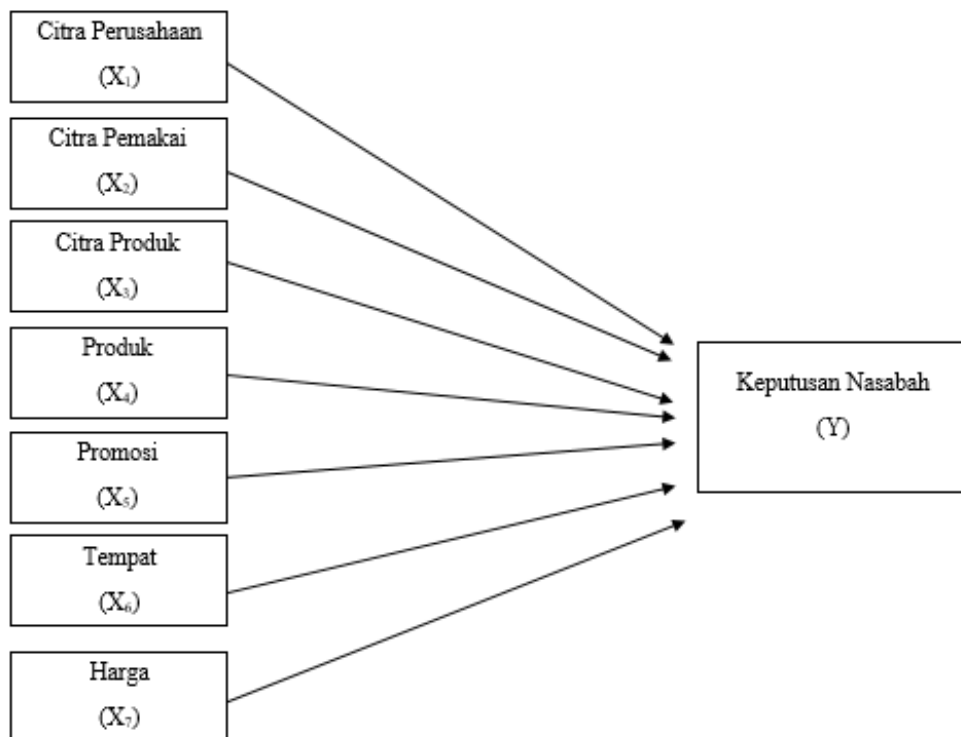 Citra Perusahaan
(X₁)
Citra Pemakai
(X₂)
Citra Produk
(X₃)
Produk
(X₄)
Promosi
(X₅)
Tempat
(X₆)
Harga
(X₇)
Keputusan Nasabah
(Y)